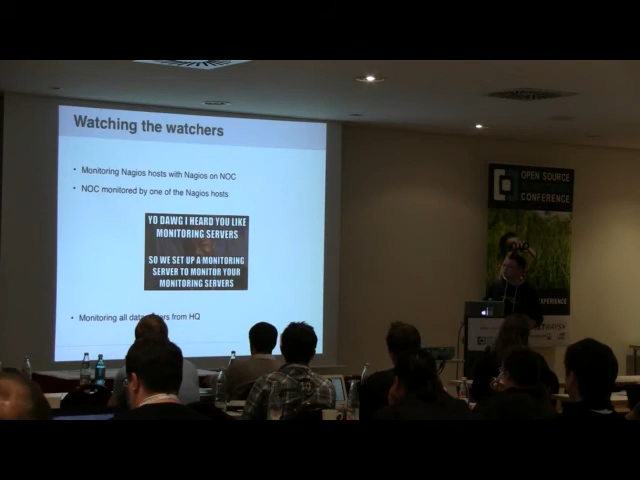 Watching the watchers
• Monitoring Nagios hosts with Nagios on NOC
• NOC monitored by one of the Nagios hosts
YO DAWG I HEARD YOU LIKE
MONITORING SERVERS
SO WE SET UP A MONITORING
SERVER TO MONITOR YOUR
MONITORING SERVERS
• Monitoring all from HQ
OPEN SOURCE
CONFERENCE